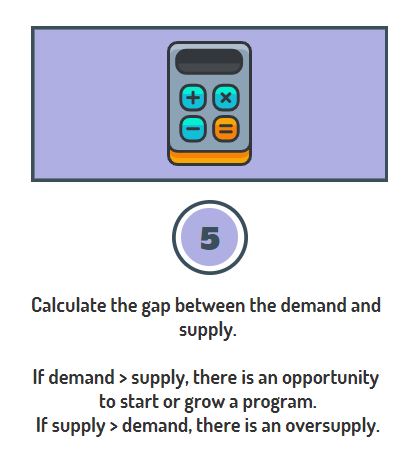 5
Calculate the gap between the demand and
supply.
If demand > supply, there is an opportunity
to start or grow a program.
If supply > demand, there is an oversupply.